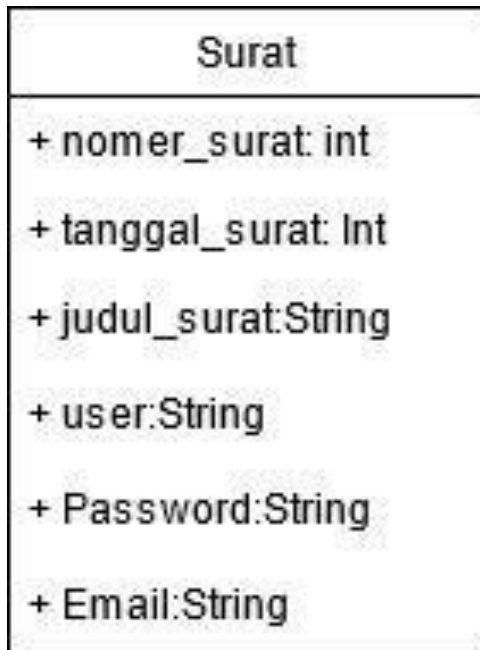 Surat
+ nomer_surat: int
+ tanggal_surat: Int
+ judul_surat:String
+ user:String
+ Password:String
+ Email:String